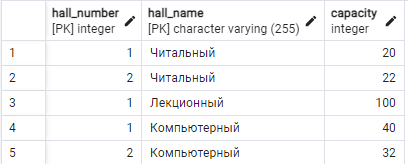 hall_number hall_name capacity
[PK] integer [PK] character varying (255) integer
1 1 Читальный 20
2 2 Читальный 22
3 1 Лекционный 100
4 1 Компьютерный 40
5 2 Компьютерный 32